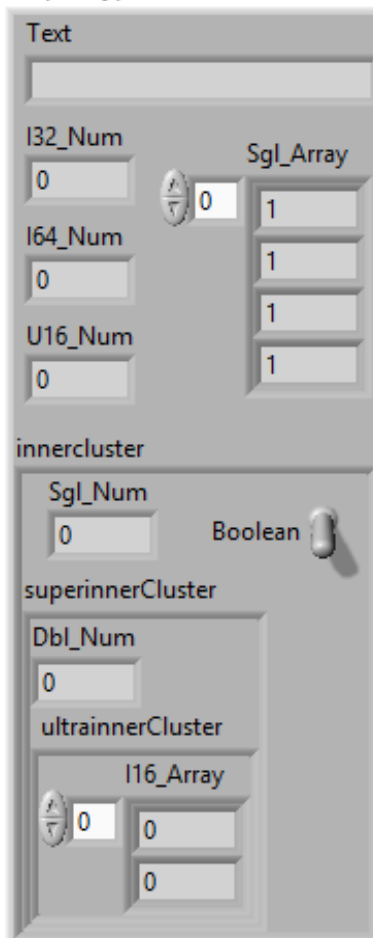 Text
I32_Num
0
Sgl_Array
0
1
1
1
1
I64_Num
0
U16_Num
0
innercluster
Sgl_Num
0
Boolean
superinnerCluster
Dbl_Num
0
ultrainnerCluster
I16_Array
0
0
0